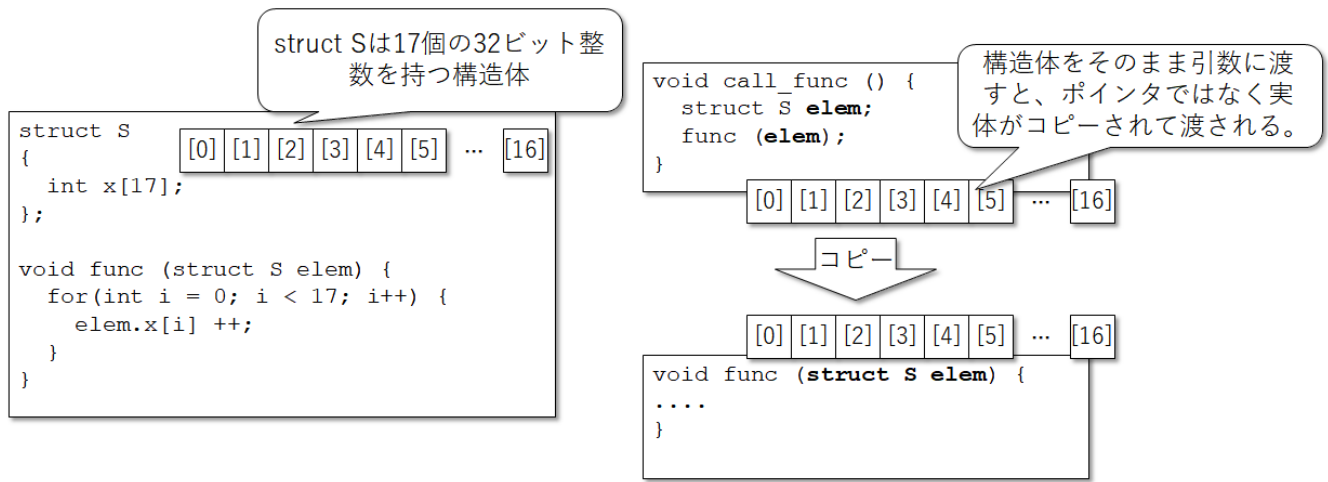 struct Sは17個の32ビット整
数を持つ構造体
struct S
{
  int x[17];
};
[0] [1] [2] [3] [4] [5] … [16]
void func (struct S elem) {
  for(int i = 0; i < 17; i++) {
    elem.x[i] ++;
  }
}
構造体をそのまま引数に渡
すと、ポインタではなく実
体がコピーされて渡される。
void call_func () {
  struct S elem;
  func (elem);
}
[0] [1] [2] [3] [4] [5] … [16]
コピー
[0] [1] [2] [3] [4] [5] … [16]
void func (struct S elem) {
....
}